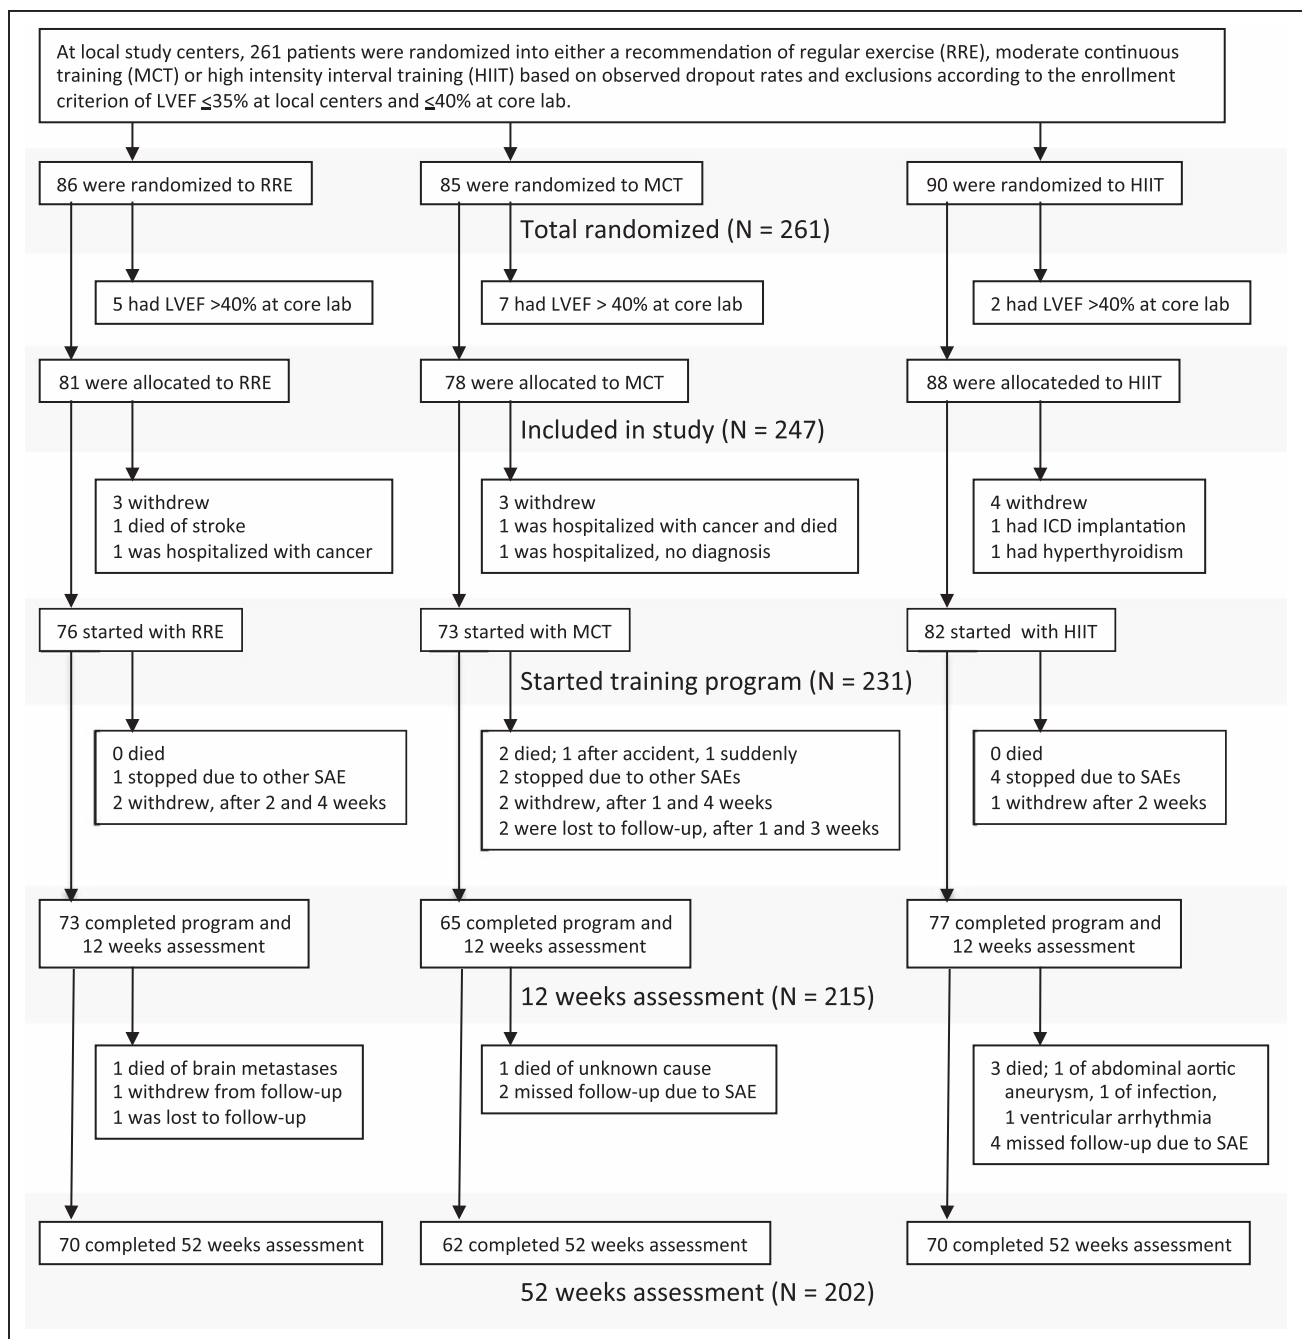 At local study centers, 261 patients were randomized into either a recommendation of regular exercise (RRE), moderate continuous
training (MCT) or high intensity interval training (HIIT) based on observed dropout rates and exclusions according to the enrollment
criterion of LVEF ≤35% at local centers and ≤40% at core lab.
86 were randomized to RRE
85 were randomized to MCT
90 were randomized to HIIT
Total randomized (N = 261)
5 had LVEF >40% at core lab
7 had LVEF > 40% at core lab
2 had LVEF >40% at core lab
81 were allocated to RRE
78 were allocated to MCT
88 were allocateded to HIIT
Included in study (N = 247)
3 withdrew
1 died of stroke
1 was hospitalized with cancer
3 withdrew
1 was hospitalized with cancer and died
1 was hospitalized, no diagnosis
4 withdrew
1 had ICD implantation
1 had hyperthyroidism
76 started with RRE
73 started with MCT
82 started with HIIT
Started training program (N = 231)
0 died
1 stopped due to other SAE
2 withdrew, after 2 and 4 weeks
2 died; 1 after accident, 1 suddenly
2 stopped due to other SAEs
2 withdrew, after 1 and 4 weeks
2 were lost to follow-up, after 1 and 3 weeks
0 died
4 stopped due to SAEs
1 withdrew after 2 weeks
73 completed program and
12 weeks assessment
65 completed program and
12 weeks assessment
77 completed program and
12 weeks assessment
12 weeks assessment (N = 215)
1 died of brain metastases
1 withdrew from follow-up
1 was lost to follow-up
1 died of unknown cause
2 missed follow-up due to SAE
3 died; 1 of abdominal aortic
aneurysm, 1 of infection,
1 ventricular arrhythmia
4 missed follow-up due to SAE
70 completed 52 weeks assessment
62 completed 52 weeks assessment
70 completed 52 weeks assessment
52 weeks assessment (N = 202)